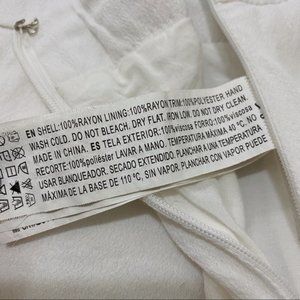 EN SHELL:100%RAYON LINING:100%RAYON TRIM:100%POLYESTER HAND
WASH COLD. DO NOT BLEACH. DRY FLAT. IRON LOW. DO NOT DRY CLEAN.
MADE IN CHINA. ES TELA EXTERIOR:100%viscosa FORRO:100%viscosa
RECORTE:100%poliéster LAVAR A MANO. TEMPERATURA MÁXIMA 40 ºC. NO
USAR BLANQUEADOR. SECADO EXTENDIDO. PLANCHAR A UNA TEMPERATURA
MÁXIMA DE LA BASE DE 110 ºC, SIN VAPOR. PLANCHAR